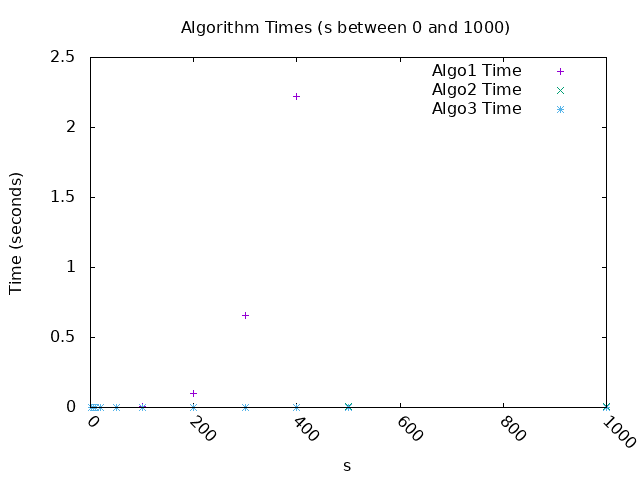 Algorithm Times (s between 0 and 1000)
Algo1 Time
Algo2 Time
Algo3 Time
Time (seconds)
2.5
2
1.5
1
0.5
0
0
200
400
600
800
1000
s